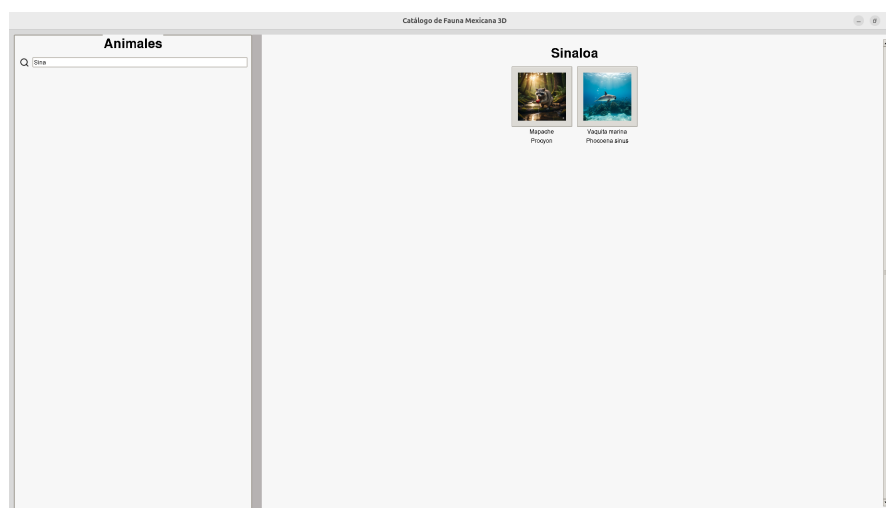 Catálogo de Fauna Mexicana 3D
Animales
Sina
Sinaloa
Mapache
Procyon
Vaquita marina
Phocoena sinus